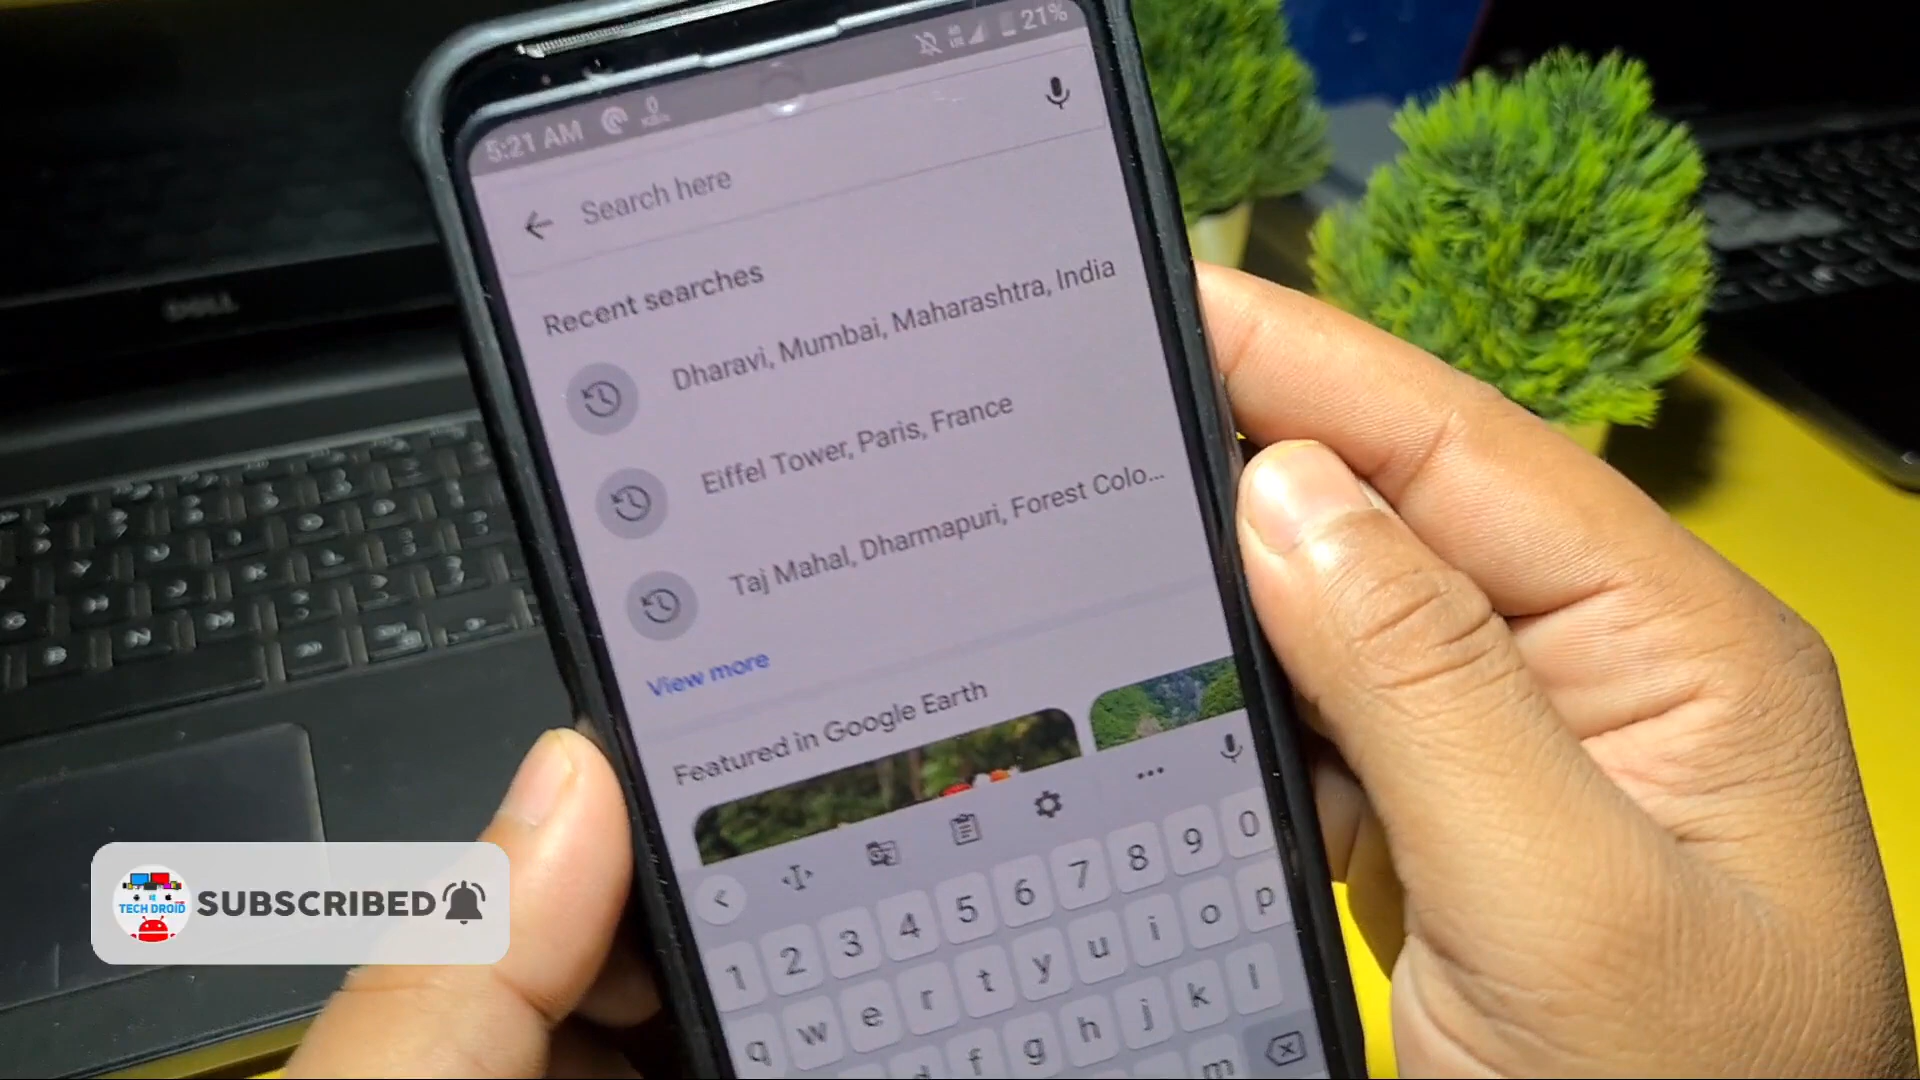 5:21 AM
21%
Search here
Recent searches
Dharavi, Mumbai, Maharashtra, India
Eiffel Tower, Paris, France
Taj Mahal, Dharmapuri, Forest Colo...
View more
Featured in Google Earth
1 2 3 4 5 6 7 8 9 0
q w e r t y u i o p
f g h j k l
m
DELL
TECH DROID
SUBSCRIBED